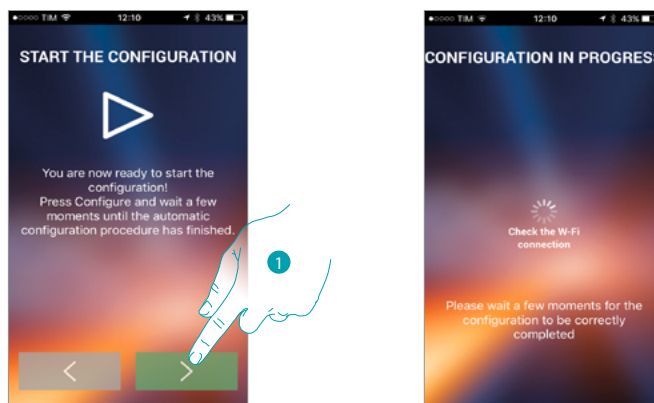 TIM 12:10 43%
START THE CONFIGURATION
You are now ready to start the
configuration!
Press Configure and wait a few
moments until the automatic
configuration procedure has finished.
1
TIM 12:10 43%
CONFIGURATION IN PROGRES
Check the W-Fi
connection
Please wait a few moments for the
configuration to be correctly
completed